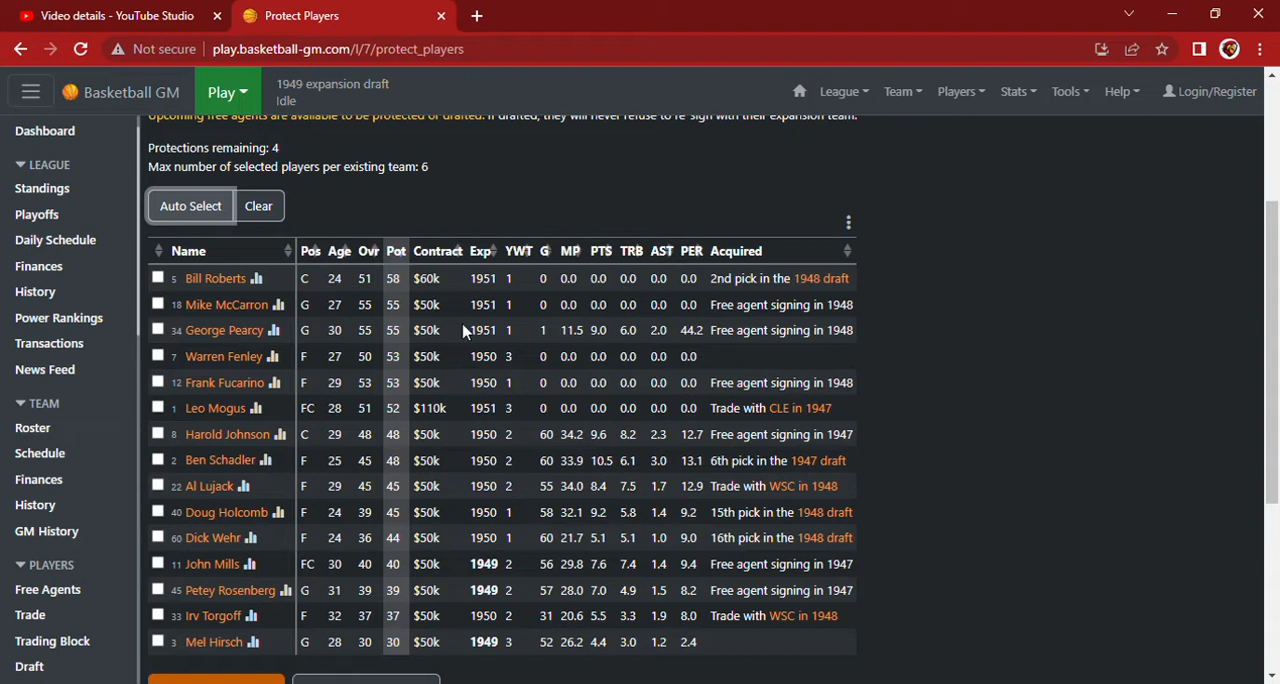 Video details - YouTube Studio
Protect Players
Not secure play.basketball-gm.com/l/7/protect_players
Basketball GM Play 1949 expansion draft
Idle
League Team Players Stats Tools Help Login/Register
Dashboard
LEAGUE
Standings
Playoffs
Daily Schedule
Finances
History
Power Rankings
Transactions
News Feed
TEAM
Roster
Schedule
Finances
History
GM History
PLAYERS
Free Agents
Trade
Trading Block
Draft
Upcoming free agents are available to be protected or drafted. If drafted, they will never refuse to re-sign with their expansion team.
Protections remaining: 4
Max number of selected players per existing team: 6
Auto Select Clear
Name Pos Age Ovr Pot Contract Exp YWT G MP PTS TRB AST PER Acquired
5 Bill Roberts C 24 51 58 $60k 1951 1 0 0.0 0.0 0.0 0.0 0.0 2nd pick in the 1948 draft
18 Mike McCarron G 27 55 55 $50k 1951 1 0 0.0 0.0 0.0 0.0 0.0 Free agent signing in 1948
34 George Pearcy G 30 55 55 $50k 1951 1 1 11.5 9.0 6.0 2.0 44.2 Free agent signing in 1948
7 Warren Fenley F 27 50 53 $50k 1950 3 0 0.0 0.0 0.0 0.0 0.0
12 Frank Fucarino F 29 53 53 $50k 1950 1 0 0.0 0.0 0.0 0.0 0.0 Free agent signing in 1948
1 Leo Mogus FC 28 51 52 $110k 1951 3 0 0.0 0.0 0.0 0.0 0.0 Trade with CLE in 1947
8 Harold Johnson C 29 48 48 $50k 1950 2 60 34.2 9.6 8.2 2.3 12.7 Free agent signing in 1947
2 Ben Schadler F 25 45 48 $50k 1950 2 60 33.9 10.5 6.1 3.0 13.1 6th pick in the 1947 draft
22 Al Lujack F 29 45 45 $50k 1950 2 55 34.0 8.4 7.5 1.7 12.9 Trade with WSC in 1948
40 Doug Holcomb F 24 39 45 $50k 1950 1 58 32.1 9.2 5.8 1.4 9.2 15th pick in the 1948 draft
60 Dick Wehr F 24 36 44 $50k 1950 1 60 21.7 5.1 5.1 1.0 9.0 16th pick in the 1948 draft
11 John Mills FC 30 40 40 $50k 1949 2 56 29.8 7.6 7.4 1.4 9.4 Free agent signing in 1947
45 Petey Rosenberg G 31 39 39 $50k 1949 2 57 28.0 7.0 4.9 1.5 8.2 Free agent signing in 1947
33 Irv Torgoff F 32 37 37 $50k 1950 2 31 20.6 5.5 3.3 1.9 8.0 Trade with WSC in 1948
3 Mel Hirsch G 28 30 30 $50k 1949 3 52 26.2 4.4 3.0 1.2 2.4